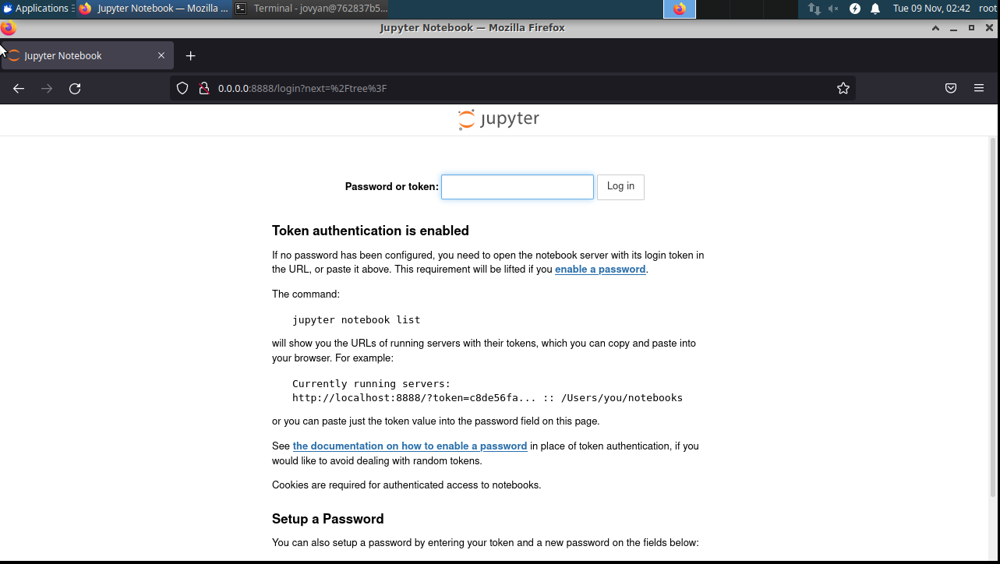 Applications
Jupyter Notebook — Mozilla ...
Terminal - jovyan@762837b5...
Tue 09 Nov, 02:42
root
Jupyter Notebook — Mozilla Firefox
Jupyter Notebook
0.0.0.0:8888/login?next=%2Ftree%3F
jupyter
Password or token:
Log in
Token authentication is enabled
If no password has been configured, you need to open the notebook server with its login token in
the URL, or paste it above. This requirement will be lifted if you enable a password.
The command:
jupyter notebook list
will show you the URLs of running servers with their tokens, which you can copy and paste into
your browser. For example:
Currently running servers:
http://localhost:8888/?token=c8de56fa... :: /Users/you/notebooks
or you can paste just the token value into the password field on this page.
See the documentation on how to enable a password in place of token authentication, if you
would like to avoid dealing with random tokens.
Cookies are required for authenticated access to notebooks.
Setup a Password
You can also setup a password by entering your token and a new password on the fields below: